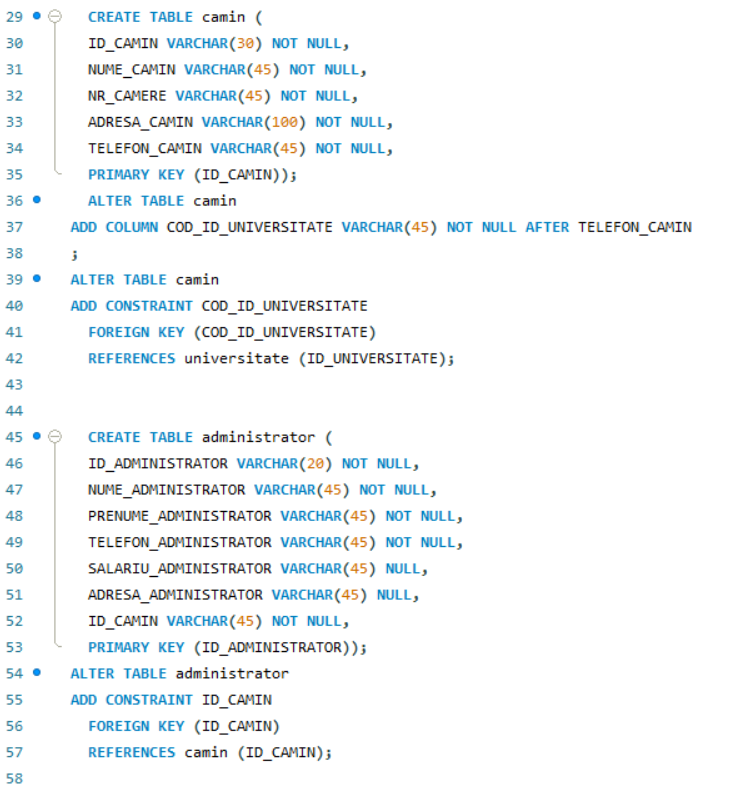 29 CREATE TABLE camin (
30 ID_CAMIN VARCHAR(30) NOT NULL,
31 NUME_CAMIN VARCHAR(45) NOT NULL,
32 NR_CAMERE VARCHAR(45) NOT NULL,
33 ADRESA_CAMIN VARCHAR(100) NOT NULL,
34 TELEFON_CAMIN VARCHAR(45) NOT NULL,
35 PRIMARY KEY (ID_CAMIN));
36 ALTER TABLE camin
37 ADD COLUMN COD_ID_UNIVERSITATE VARCHAR(45) NOT NULL AFTER TELEFON_CAMIN
38 ;
39 ALTER TABLE camin
40 ADD CONSTRAINT COD_ID_UNIVERSITATE
41 FOREIGN KEY (COD_ID_UNIVERSITATE)
42 REFERENCES universitate (ID_UNIVERSITATE);
43
44
45 CREATE TABLE administrator (
46 ID_ADMINISTRATOR VARCHAR(20) NOT NULL,
47 NUME_ADMINISTRATOR VARCHAR(45) NOT NULL,
48 PRENUME_ADMINISTRATOR VARCHAR(45) NOT NULL,
49 TELEFON_ADMINISTRATOR VARCHAR(45) NOT NULL,
50 SALARIU_ADMINISTRATOR VARCHAR(45) NULL,
51 ADRESA_ADMINISTRATOR VARCHAR(45) NULL,
52 ID_CAMIN VARCHAR(45) NOT NULL,
53 PRIMARY KEY (ID_ADMINISTRATOR));
54 ALTER TABLE administrator
55 ADD CONSTRAINT ID_CAMIN
56 FOREIGN KEY (ID_CAMIN)
57 REFERENCES camin (ID_CAMIN);
58